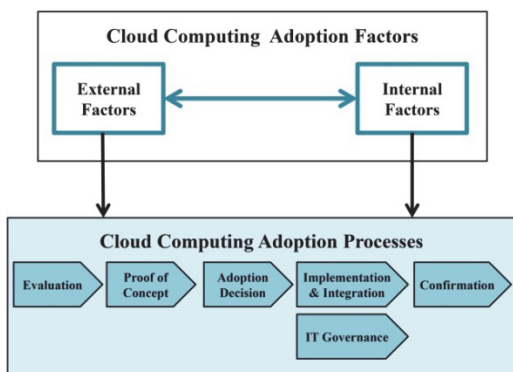 Cloud Computing Adoption Factors
External
Factors
Internal
Factors
Cloud Computing Adoption Processes
Evaluation
Proof of
Concept
Adoption
Decision
Implementation
& Integration
Confirmation
IT Governance